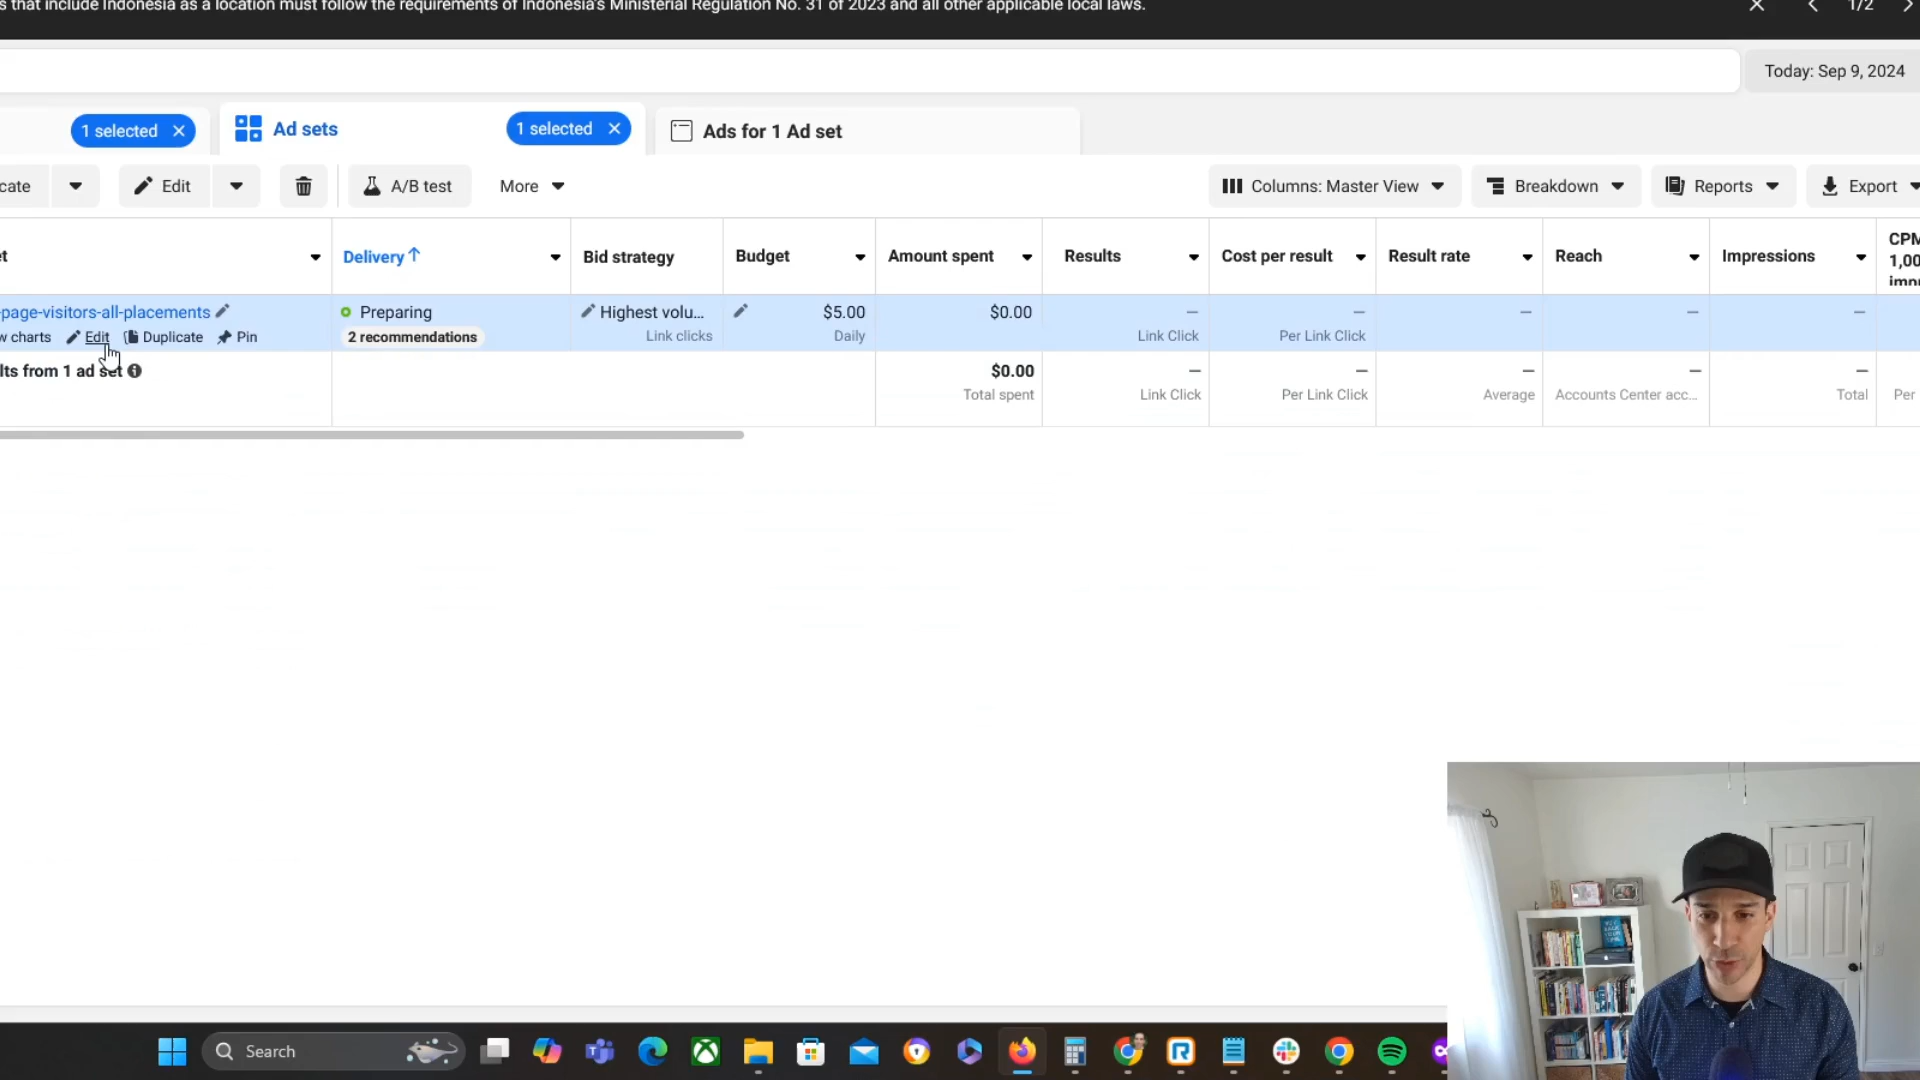 s that include Indonesia as a location must follow the requirements of Indonesia's Ministerial Regulation No. 31 of 2023 and all other applicable local laws.
1/2
Today: Sep 9, 2024
1 selected
Ad sets
1 selected
Ads for 1 Ad set
cate
Edit
A/B test
More
Columns: Master View
Breakdown
Reports
Export
t
Delivery
Bid strategy
Budget
Amount spent
Results
Cost per result
Result rate
Reach
Impressions
CPM
1,00
impr
-page-visitors-all-placements
Preparing
Highest volu...
$5.00
$0.00
—
—
—
—
—
w charts
Edit
Duplicate
Pin
2 recommendations
Link clicks
Daily
Link Click
Per Link Click
lts from 1 ad set
$0.00
—
—
—
—
—
Total spent
Link Click
Per Link Click
Average
Accounts Center acc...
Total
Per
Search